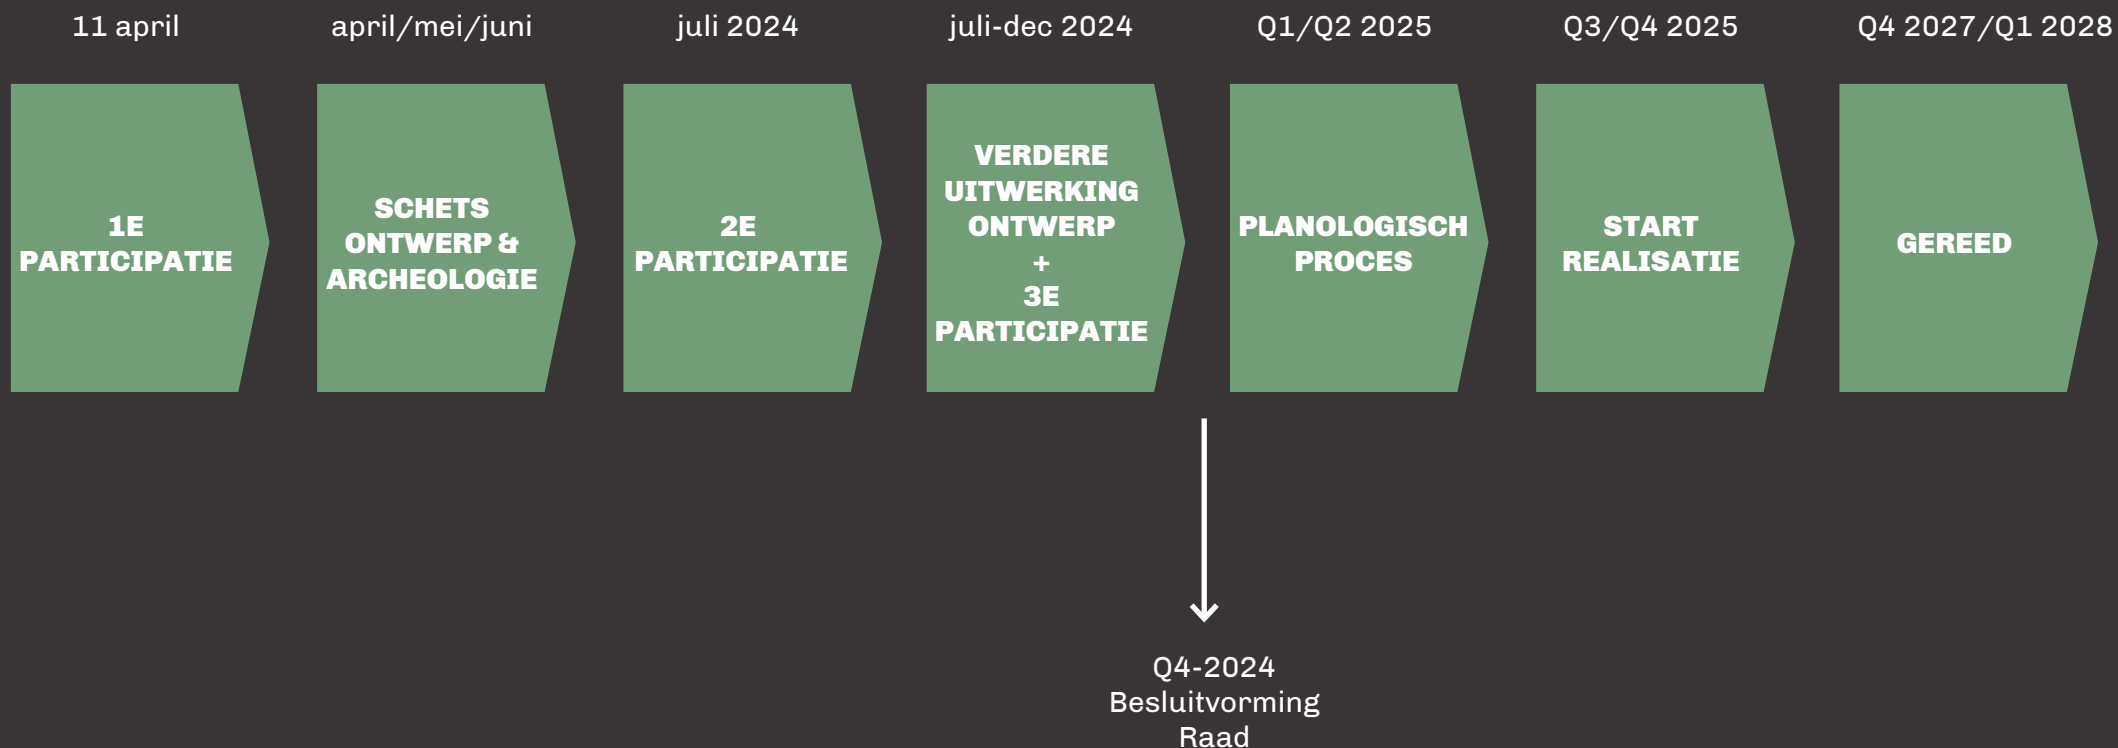 11 april
april/mei/juni
juli 2024
juli-dec 2024
Q1/Q2 2025
Q3/Q4 2025
Q4 2027/Q1 2028
1E
PARTICIPATIE
SCHETS
ONTWERP &
ARCHEOLOGIE
2E
PARTICIPATIE
VERDERE
UITWERKING
ONTWERP
+
3E
PARTICIPATIE
PLANOLOGISCH
PROCES
START
REALISATIE
GEREED
Q4-2024
Besluitvorming
Raad